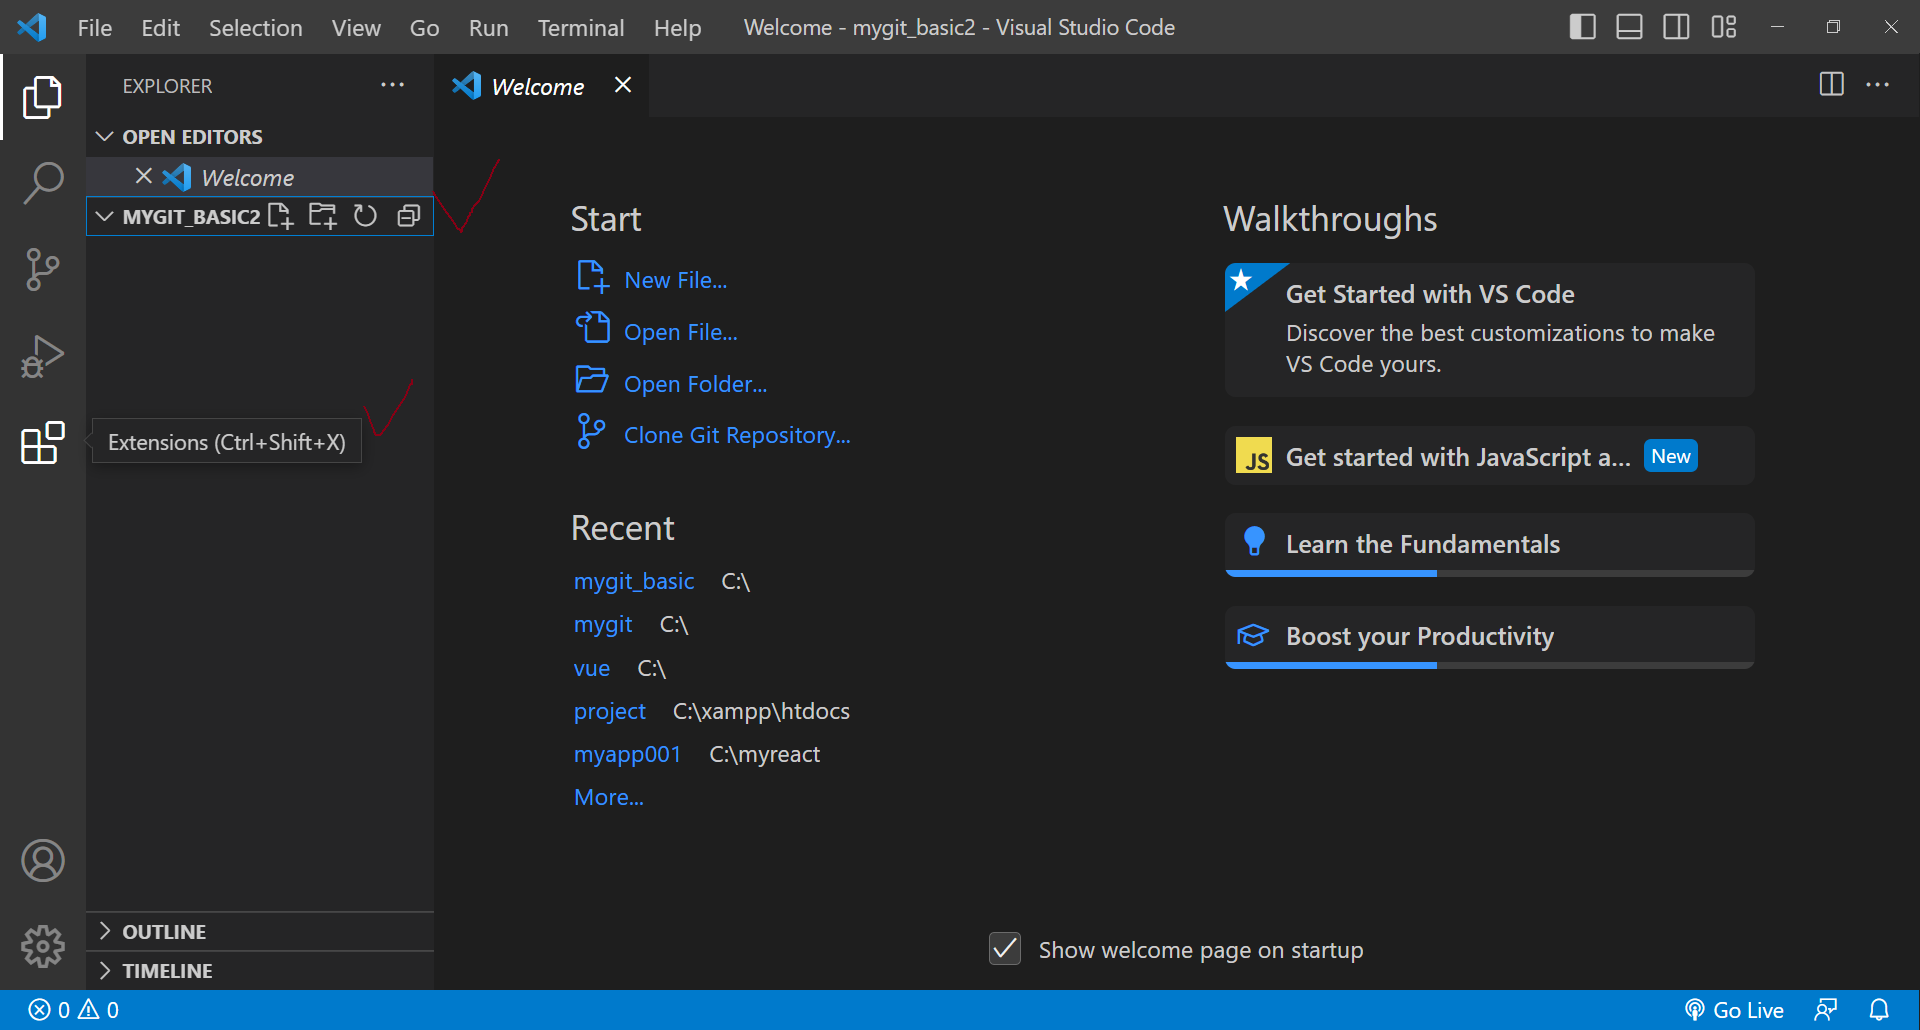 File Edit Selection View Go Run Terminal Help Welcome - mygit_basic2 - Visual Studio Code
EXPLORER
Welcome
OPEN EDITORS
Welcome
MYGIT_BASIC2
Extensions (Ctrl+Shift+X)
OUTLINE
TIMELINE
Start
New File...
Open File...
Open Folder...
Clone Git Repository...
Recent
mygit_basic C:\
mygit C:\
vue C:\
project C:\xampp\htdocs
myapp001 C:\myreact
More...
Walkthroughs
Get Started with VS Code
Discover the best customizations to make
VS Code yours.
JS Get started with JavaScript a... New
Learn the Fundamentals
Boost your Productivity
Show welcome page on startup
0 0 Go Live